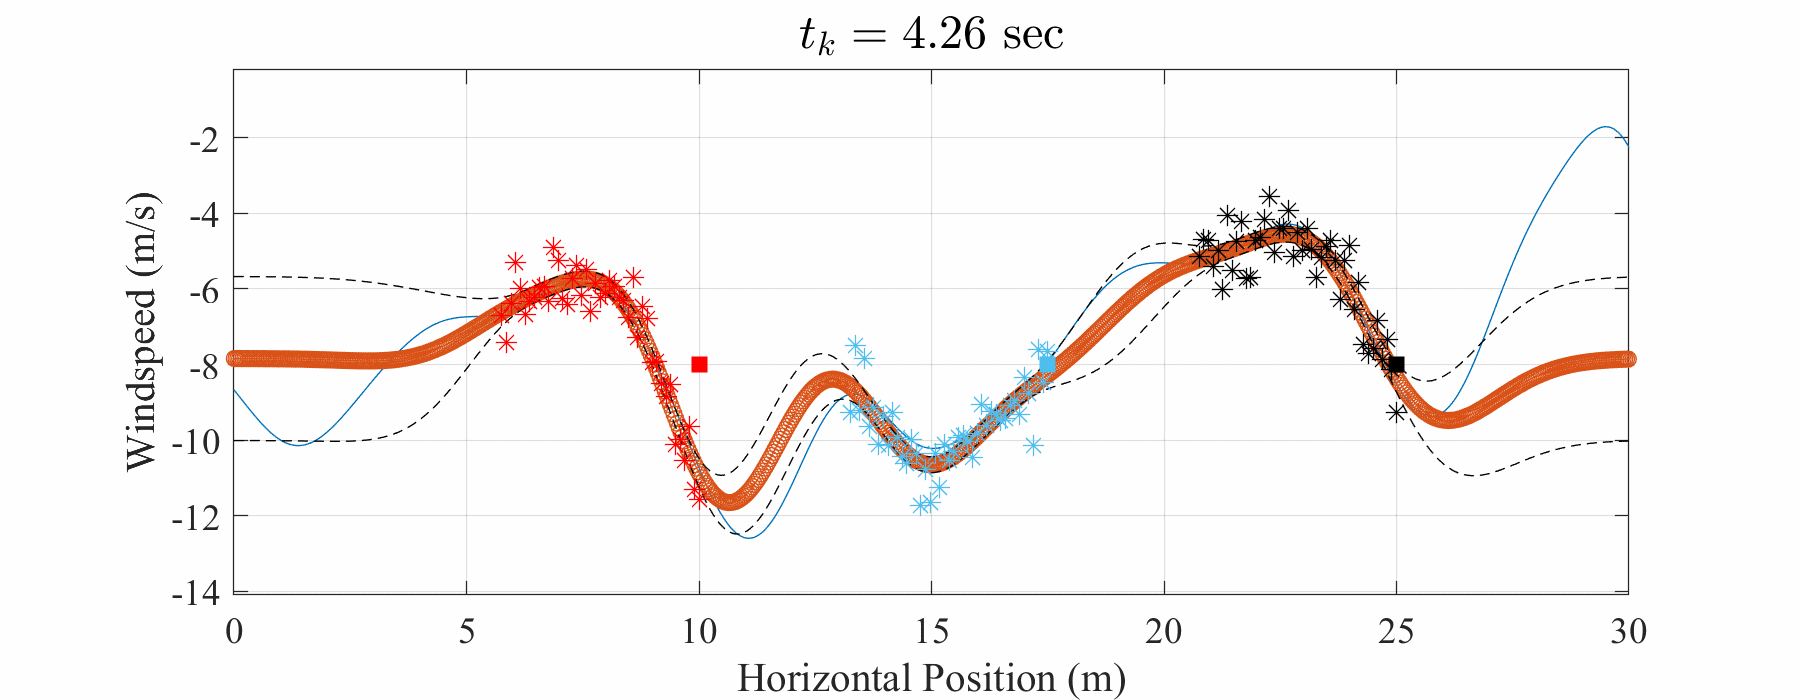 t_k = 4.26 sec
Windspeed (m/s)
-2
-4
-6
-8
-10
-12
-14
0 5 10 15 20 25 30
Horizontal Position (m)